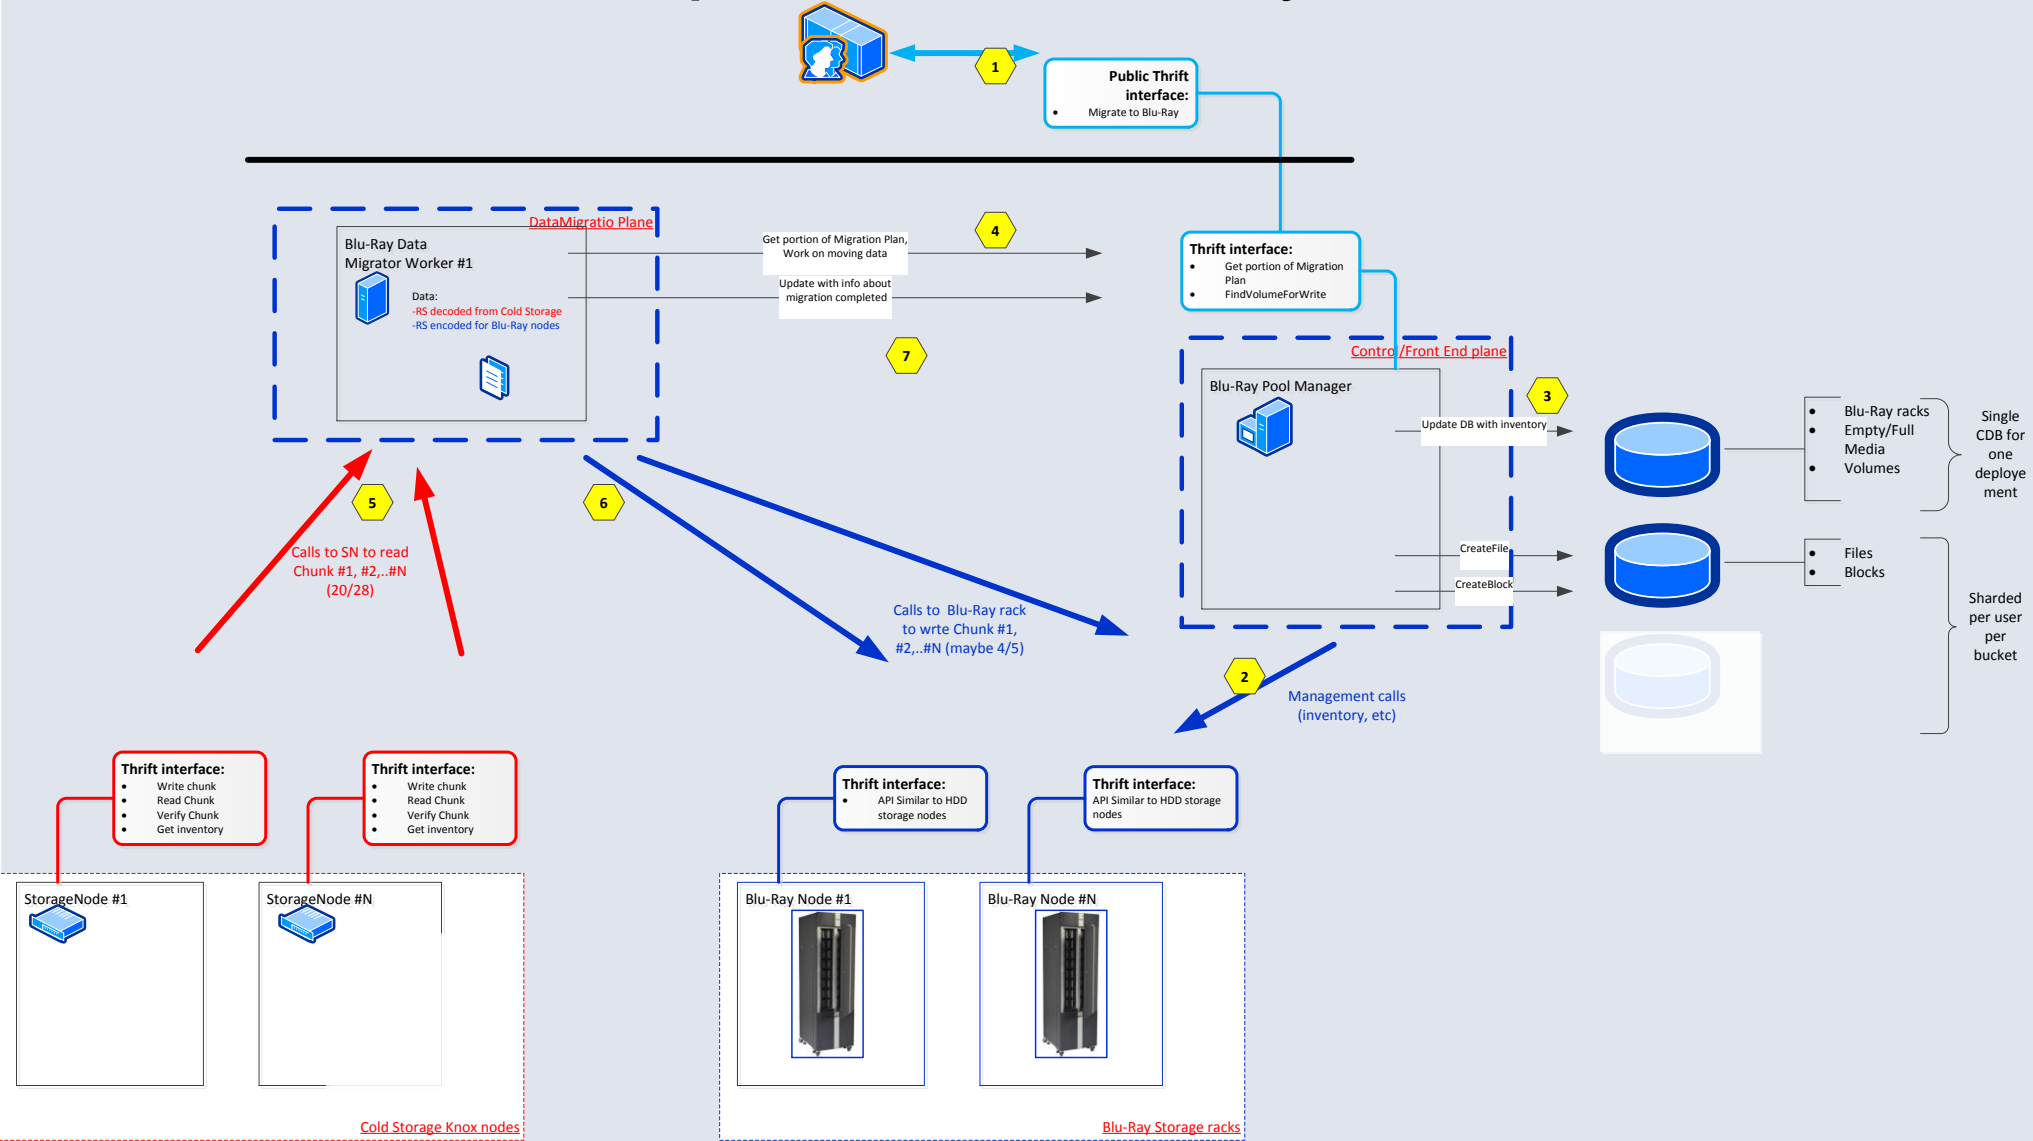 1
Public Thrift
interface:
• Migrate to Blu-Ray
DataMigratio Plane
Blu-Ray Data
Migrator Worker #1
Data:
-RS decoded from Cold Storage
-RS encoded for Blu-Ray nodes
4
Get portion of Migration Plan,
Work on moving data
Update with info about
migration completed
7
Thrift interface:
• Get portion of Migration
Plan
• FindVolumeForWrite
Control/Front End plane
Blu-Ray Pool Manager
3
Update DB with inventory
CreateFile
CreateBlock
• Blu-Ray racks
• Empty/Full
Media
• Volumes
Single
CDB for
one
deploye
ment
• Files
• Blocks
Sharded
per user
per
bucket
5
Calls to SN to read
Chunk #1, #2,..#N
(20/28)
6
Calls to Blu-Ray rack
to wrte Chunk #1,
#2,..#N (maybe 4/5)
2
Management calls
(inventory, etc)
Thrift interface:
• Write chunk
• Read Chunk
• Verify Chunk
• Get inventory
Thrift interface:
• Write chunk
• Read Chunk
• Verify Chunk
• Get inventory
Thrift interface:
• API Similar to HDD
storage nodes
Thrift interface:
API Similar to HDD storage
nodes
StorageNode #1
StorageNode #N
Cold Storage Knox nodes
Blu-Ray Node #1
Blu-Ray Node #N
Blu-Ray Storage racks